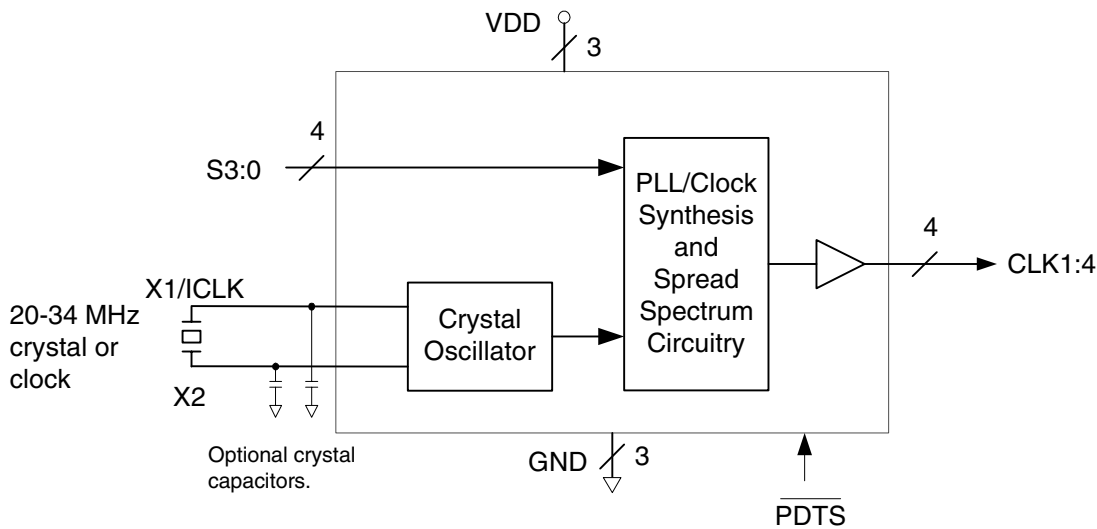 VDD
3
4
S3:0
PLL/Clock
Synthesis
and
Spread
Spectrum
Circuitry
4
CLK1:4
X1/ICLK
20-34 MHz
crystal or
clock
Crystal
Oscillator
X2
Optional crystal
capacitors.
GND
3
PDTS